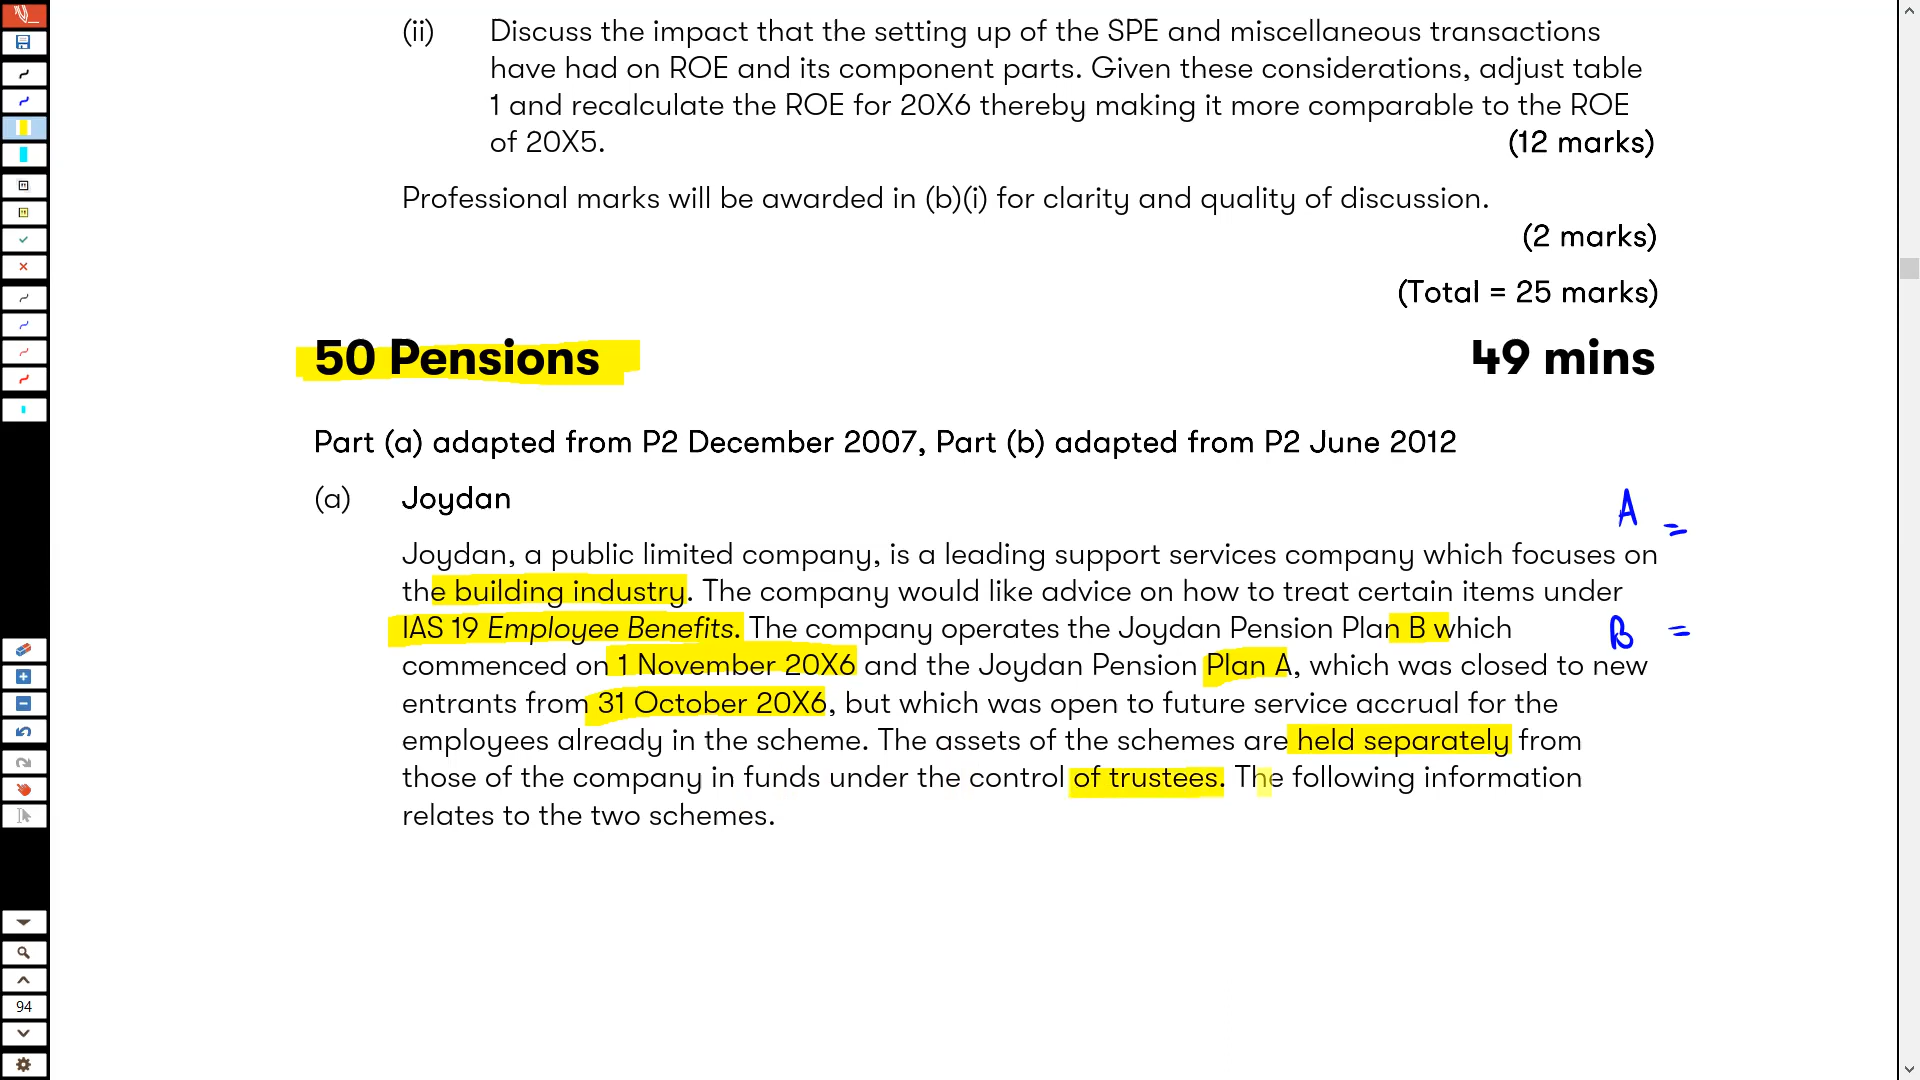 (ii) Discuss the impact that the setting up of the SPE and miscellaneous transactions
have had on ROE and its component parts. Given these considerations, adjust table
1 and recalculate the ROE for 20X6 thereby making it more comparable to the ROE
of 20X5. (12 marks)
Professional marks will be awarded in (b)(i) for clarity and quality of discussion.
(2 marks)
(Total = 25 marks)
50 Pensions 49 mins
Part (a) adapted from P2 December 2007, Part (b) adapted from P2 June 2012
(a) Joydan
A =
Joydan, a public limited company, is a leading support services company which focuses on
the building industry. The company would like advice on how to treat certain items under
IAS 19 Employee Benefits. The company operates the Joydan Pension Plan B which
B =
commenced on 1 November 20X6 and the Joydan Pension Plan A, which was closed to new
entrants from 31 October 20X6, but which was open to future service accrual for the
employees already in the scheme. The assets of the schemes are held separately from
those of the company in funds under the control of trustees. The following information
relates to the two schemes.
94